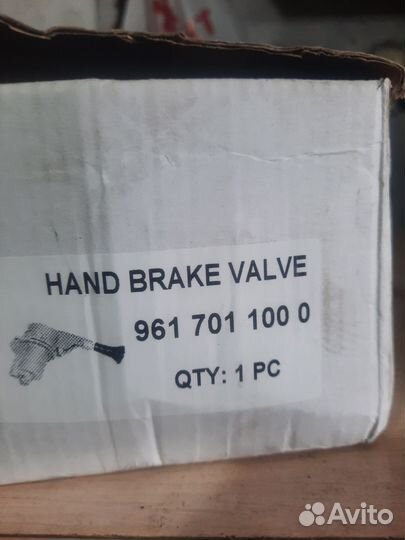 HAND BRAKE VALVE
961 701 100 0
QTY: 1 PC
Avito